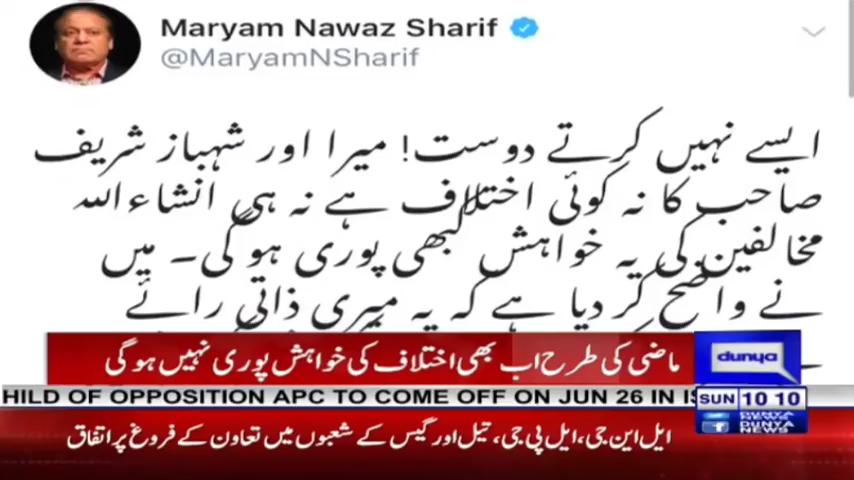 Maryam Nawaz Sharif
@MaryamNSharif
ایسے نہیں کرتے دوست! میرا اور شہباز شریف
صاحب کا نہ کوئی اختلاف ہے نہ ہی انشاءاللہ
مخالفین کی یہ خواہش کبھی پوری ہو گی۔ میں
نے واضح کر دیا ہے کہ یہ میری ذاتی رائے
ماضی کی طرح اب بھی اختلاف کی خواہش پوری نہیں ہوگی
dunya
HILD OF OPPOSITION APC TO COME OFF ON JUN 26 IN IS
SUN 10 10
DUNYA NEWS
DUNYA NEWS
ایل این جی، ایل پی جی، تیل اور گیس کے شعبوں میں تعاون کے فروغ پر اتفاق